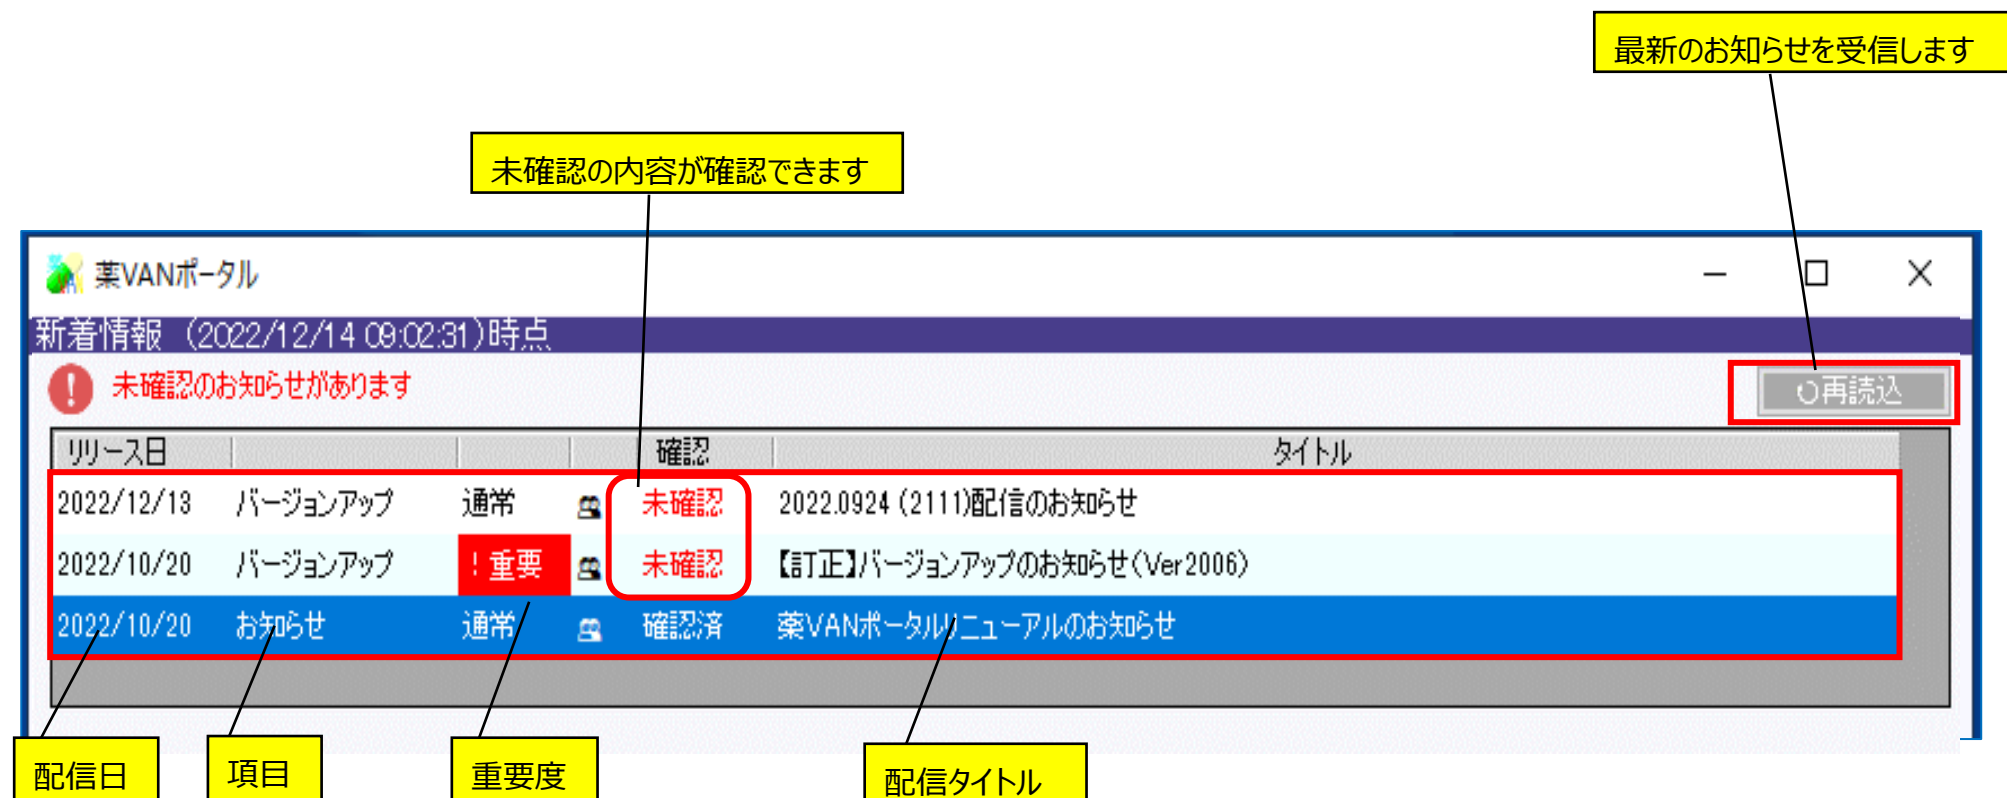 最新のお知らせを受信します
未確認の内容が確認できます
薬VANポータル
新着情報 （2022/12/14 09:02:31）時点
未確認のお知らせがあります
再読込
リリース日 確認 タイトル
2022/12/13 バージョンアップ 通常 未確認 2022.0924 (2111)配信のお知らせ
2022/10/20 バージョンアップ ！重要 未確認 【訂正】バージョンアップのお知らせ（Ver2006）
2022/10/20 お知らせ 通常 確認済 薬VANポータルリニューアルのお知らせ
配信日 項目 重要度 配信タイトル